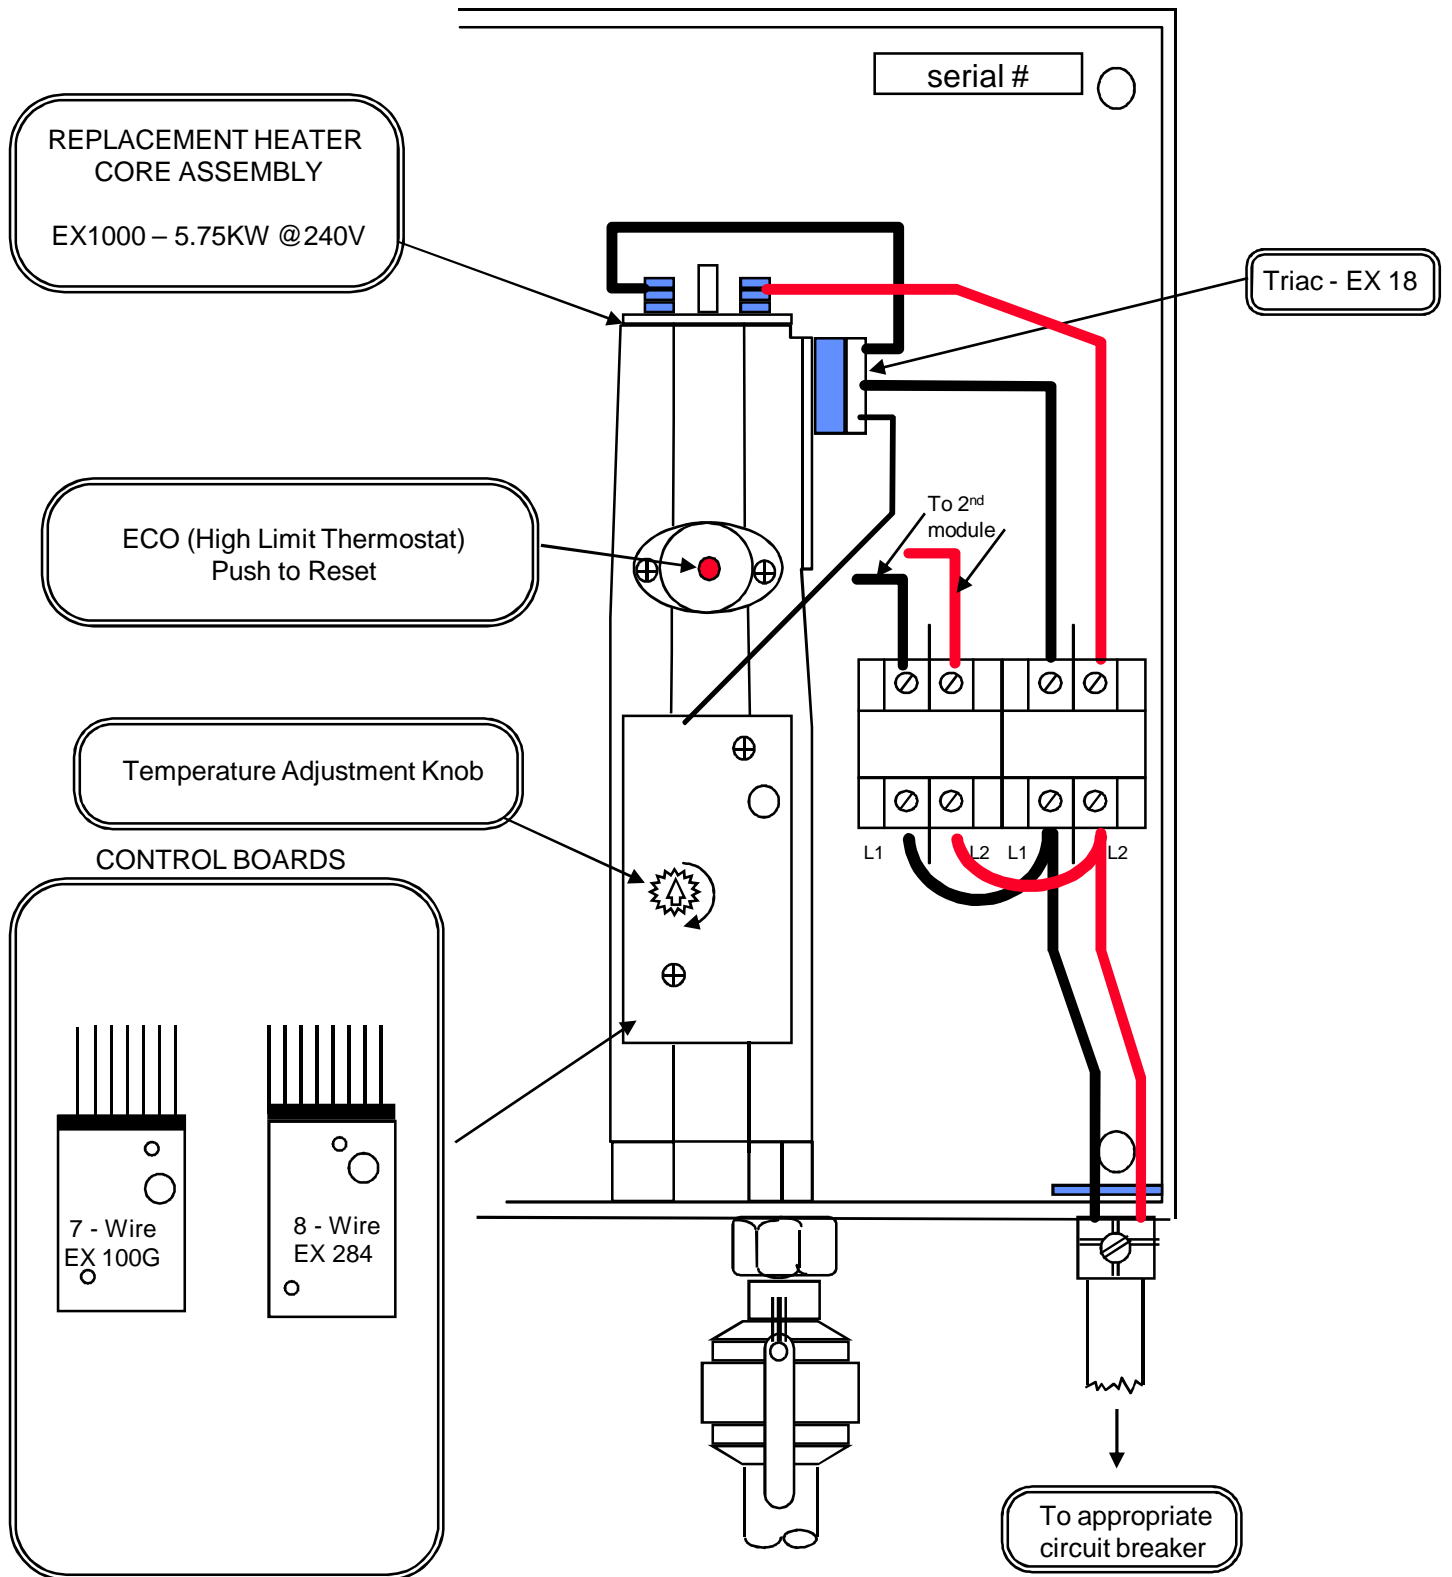 serial #
REPLACEMENT HEATER
CORE ASSEMBLY
EX1000 – 5.75KW @240V
Triac - EX 18
ECO (High Limit Thermostat)
Push to Reset
To 2nd
module
Temperature Adjustment Knob
L1
L2
L1
L2
CONTROL BOARDS
7 - Wire
EX 100G
8 - Wire
EX 284
To appropriate
circuit breaker